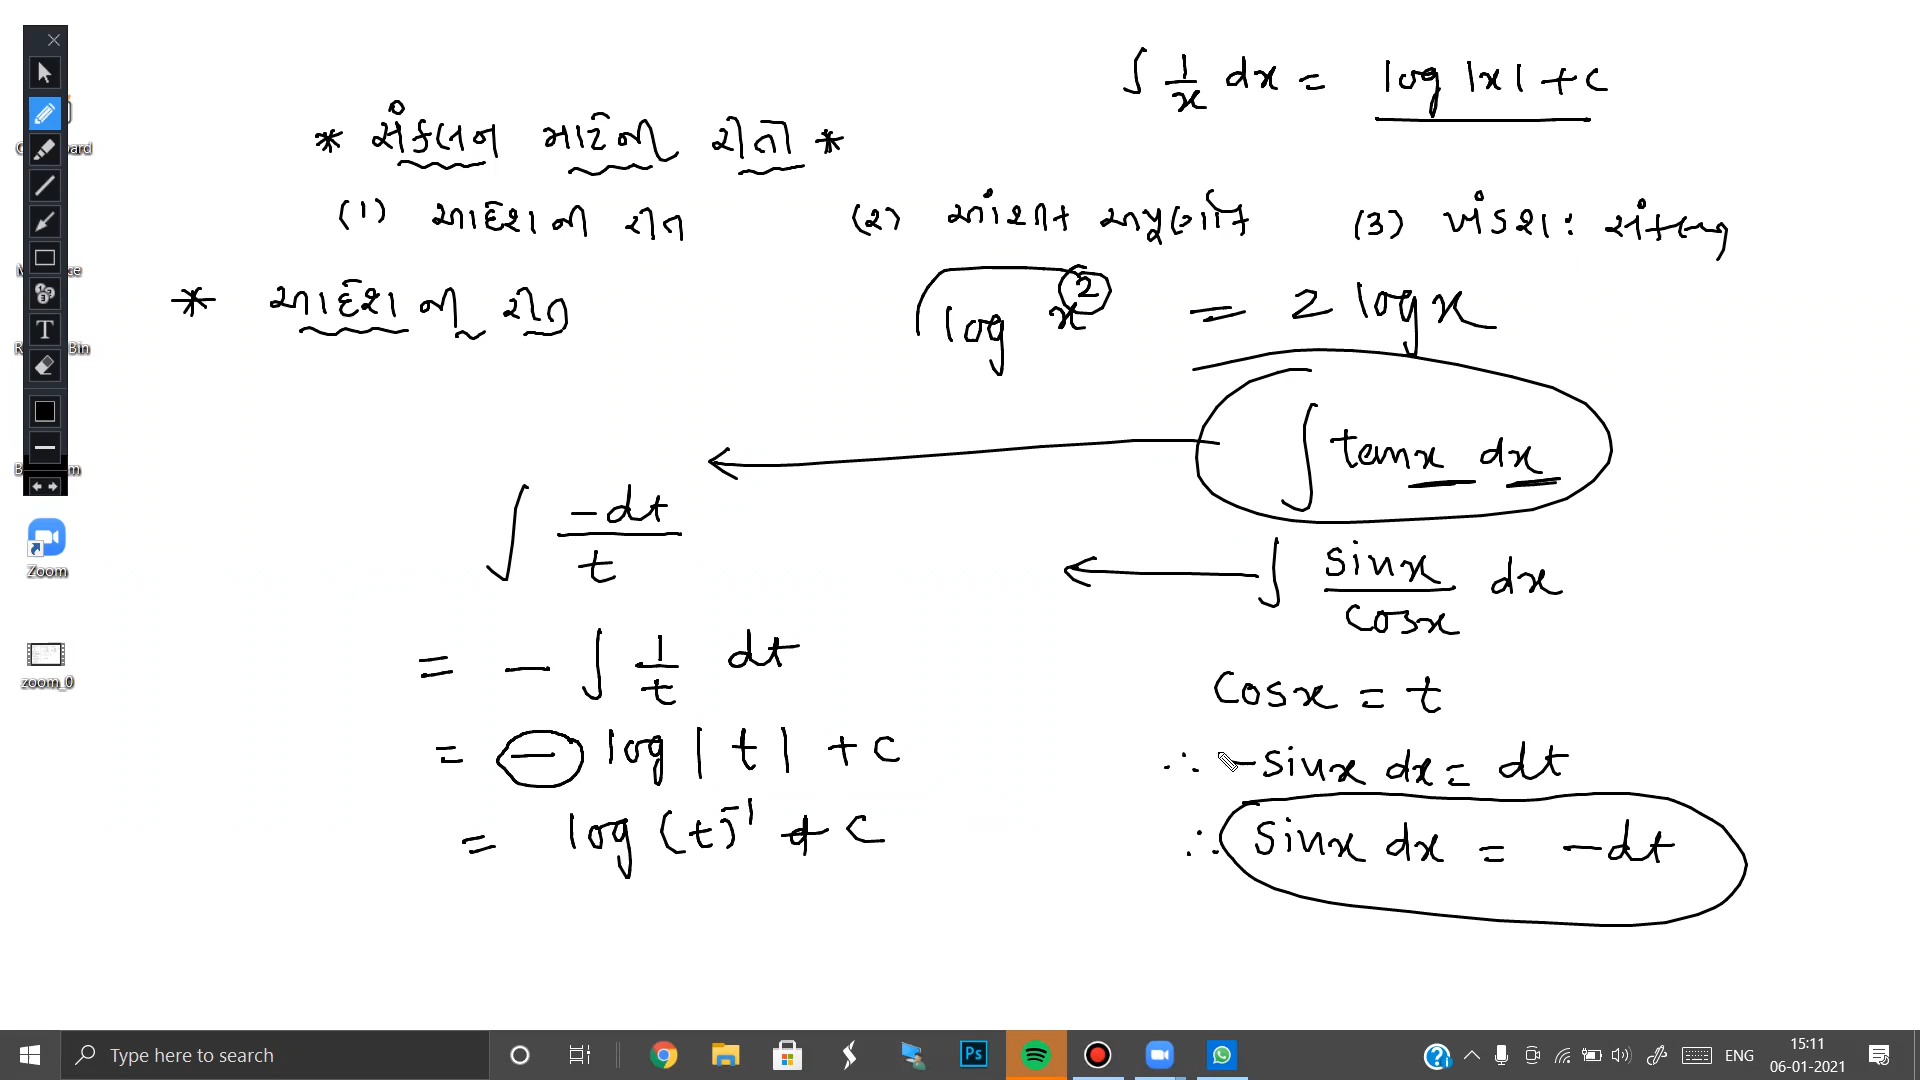 ∫ 1/x dx = log |x| + c
* સંકલન માટેની રીતો *
(1) આદેશની રીત (2) ખંડશઃ
* આદેશની રીત
log x² = 2 log x
∫ tanx dx
∫ -dt/t
∫ sinx/cosx dx
= - ∫ 1/t dt
cosx = t
= - log | t | + c
∴ -sinx dx = dt
= log (t)⁻¹ + c
∴ sinx dx = -dt
Zoom
zoom_0
Type here to search
Ps
ENG
15:11
06-01-2021